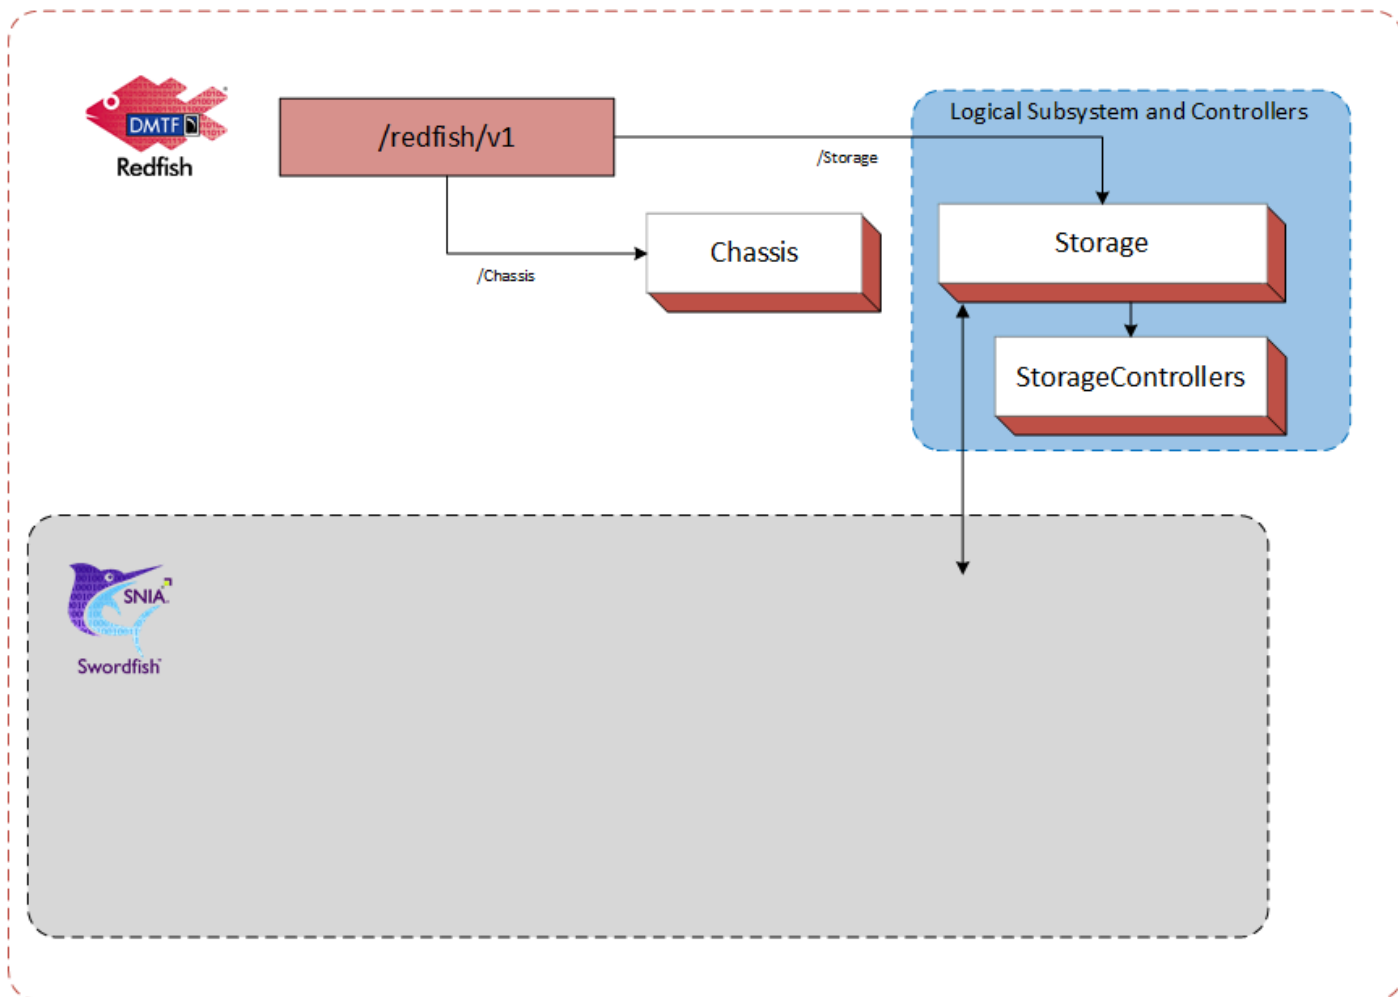 DMTF
Redfish
/redfish/v1
/Storage
/Chassis
Chassis
Logical Subsystem and Controllers
Storage
StorageControllers
SNIA
Swordfish